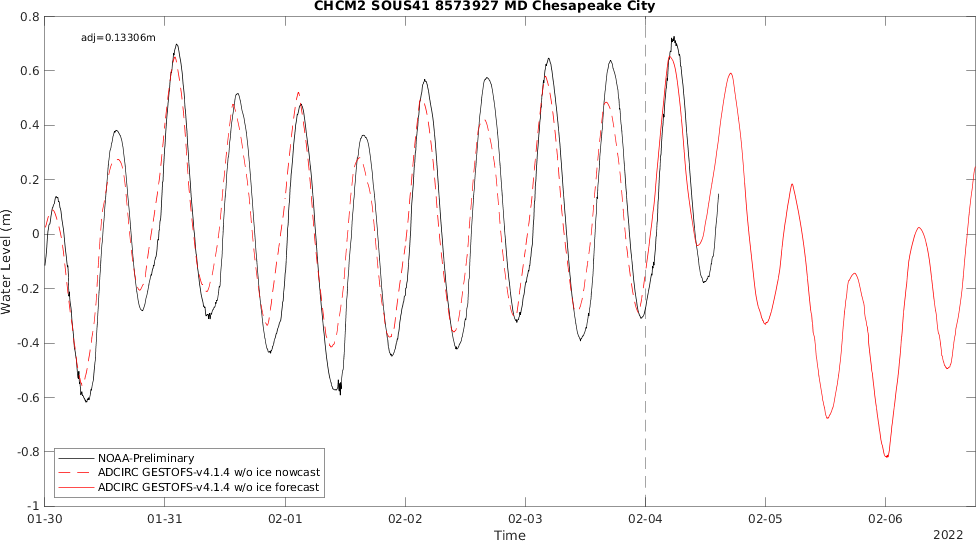 CHCM2 SOUS41 8573927 MD Chesapeake City
adj=0.13306m
0.8
0.6
0.4
0.2
0
-0.2
-0.4
-0.6
-0.8
-1
Water Level (m)
NOAA-Preliminary
ADCIRC GESTOFS-v4.1.4 w/o ice nowcast
ADCIRC GESTOFS-v4.1.4 w/o ice forecast
01-30 01-31 02-01 02-02 02-03 02-04 02-05 02-06
Time
2022